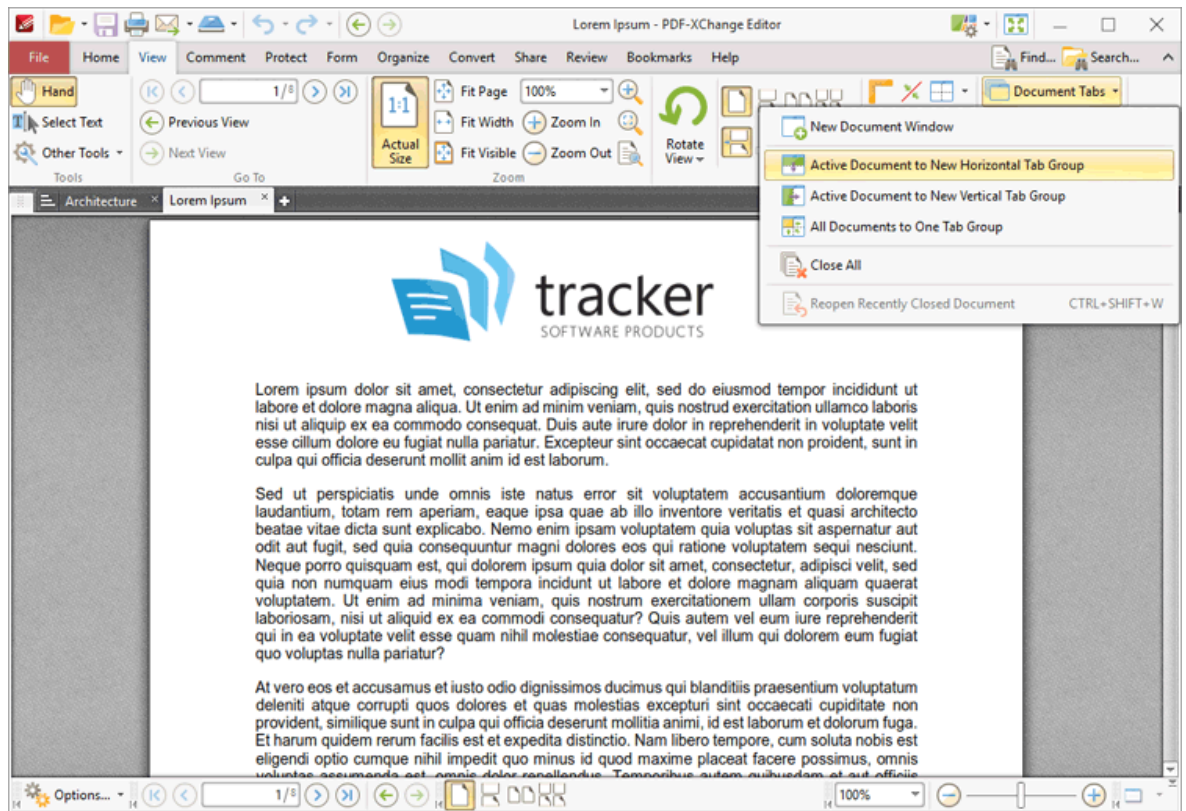 Lorem Ipsum - PDF-XChange Editor
File Home View Comment Protect Form Organize Convert Share Review Bookmarks Help Find... Search...
Hand 1/8 Fit Page 100% Document Tabs
Select Text Previous View Fit Width Zoom In
Other Tools Next View Actual Size Fit Visible Zoom Out Rotate View
Tools Go To Zoom
New Document Window
Active Document to New Horizontal Tab Group
Active Document to New Vertical Tab Group
All Documents to One Tab Group
Close All
Reopen Recently Closed Document CTRL+SHIFT+W
Architecture Lorem Ipsum
tracker
SOFTWARE PRODUCTS
Lorem ipsum dolor sit amet, consectetur adipiscing elit, sed do eiusmod tempor incididunt ut
labore et dolore magna aliqua. Ut enim ad minim veniam, quis nostrud exercitation ullamco laboris
nisi ut aliquip ex ea commodo consequat. Duis aute irure dolor in reprehenderit in voluptate velit
esse cillum dolore eu fugiat nulla pariatur. Excepteur sint occaecat cupidatat non proident, sunt in
culpa qui officia deserunt mollit anim id est laborum.
Sed ut perspiciatis unde omnis iste natus error sit voluptatem accusantium doloremque
laudantium, totam rem aperiam, eaque ipsa quae ab illo inventore veritatis et quasi architecto
beatae vitae dicta sunt explicabo. Nemo enim ipsam voluptatem quia voluptas sit aspernatur aut
odit aut fugit, sed quia consequuntur magni dolores eos qui ratione voluptatem sequi nesciunt.
Neque porro quisquam est, qui dolorem ipsum quia dolor sit amet, consectetur, adipisci velit, sed
quia non numquam eius modi tempora incidunt ut labore et dolore magnam aliquam quaerat
voluptatem. Ut enim ad minima veniam, quis nostrum exercitationem ullam corporis suscipit
laboriosam, nisi ut aliquid ex ea commodi consequatur? Quis autem vel eum iure reprehenderit
qui in ea voluptate velit esse quam nihil molestiae consequatur, vel illum qui dolorem eum fugiat
quo voluptas nulla pariatur?
At vero eos et accusamus et iusto odio dignissimos ducimus qui blanditiis praesentium voluptatum
deleniti atque corrupti quos dolores et quas molestias excepturi sint occaecati cupiditate non
provident, similique sunt in culpa qui officia deserunt mollitia animi, id est laborum et dolorum fuga.
Et harum quidem rerum facilis est et expedita distinctio. Nam libero tempore, cum soluta nobis est
eligendi optio cumque nihil impedit quo minus id quod maxime placeat facere possimus, omnis
voluptas assumenda est, omnis dolor repellendus. Temporibus autem quibusdam et aut officiis
Options... 1/8 100%